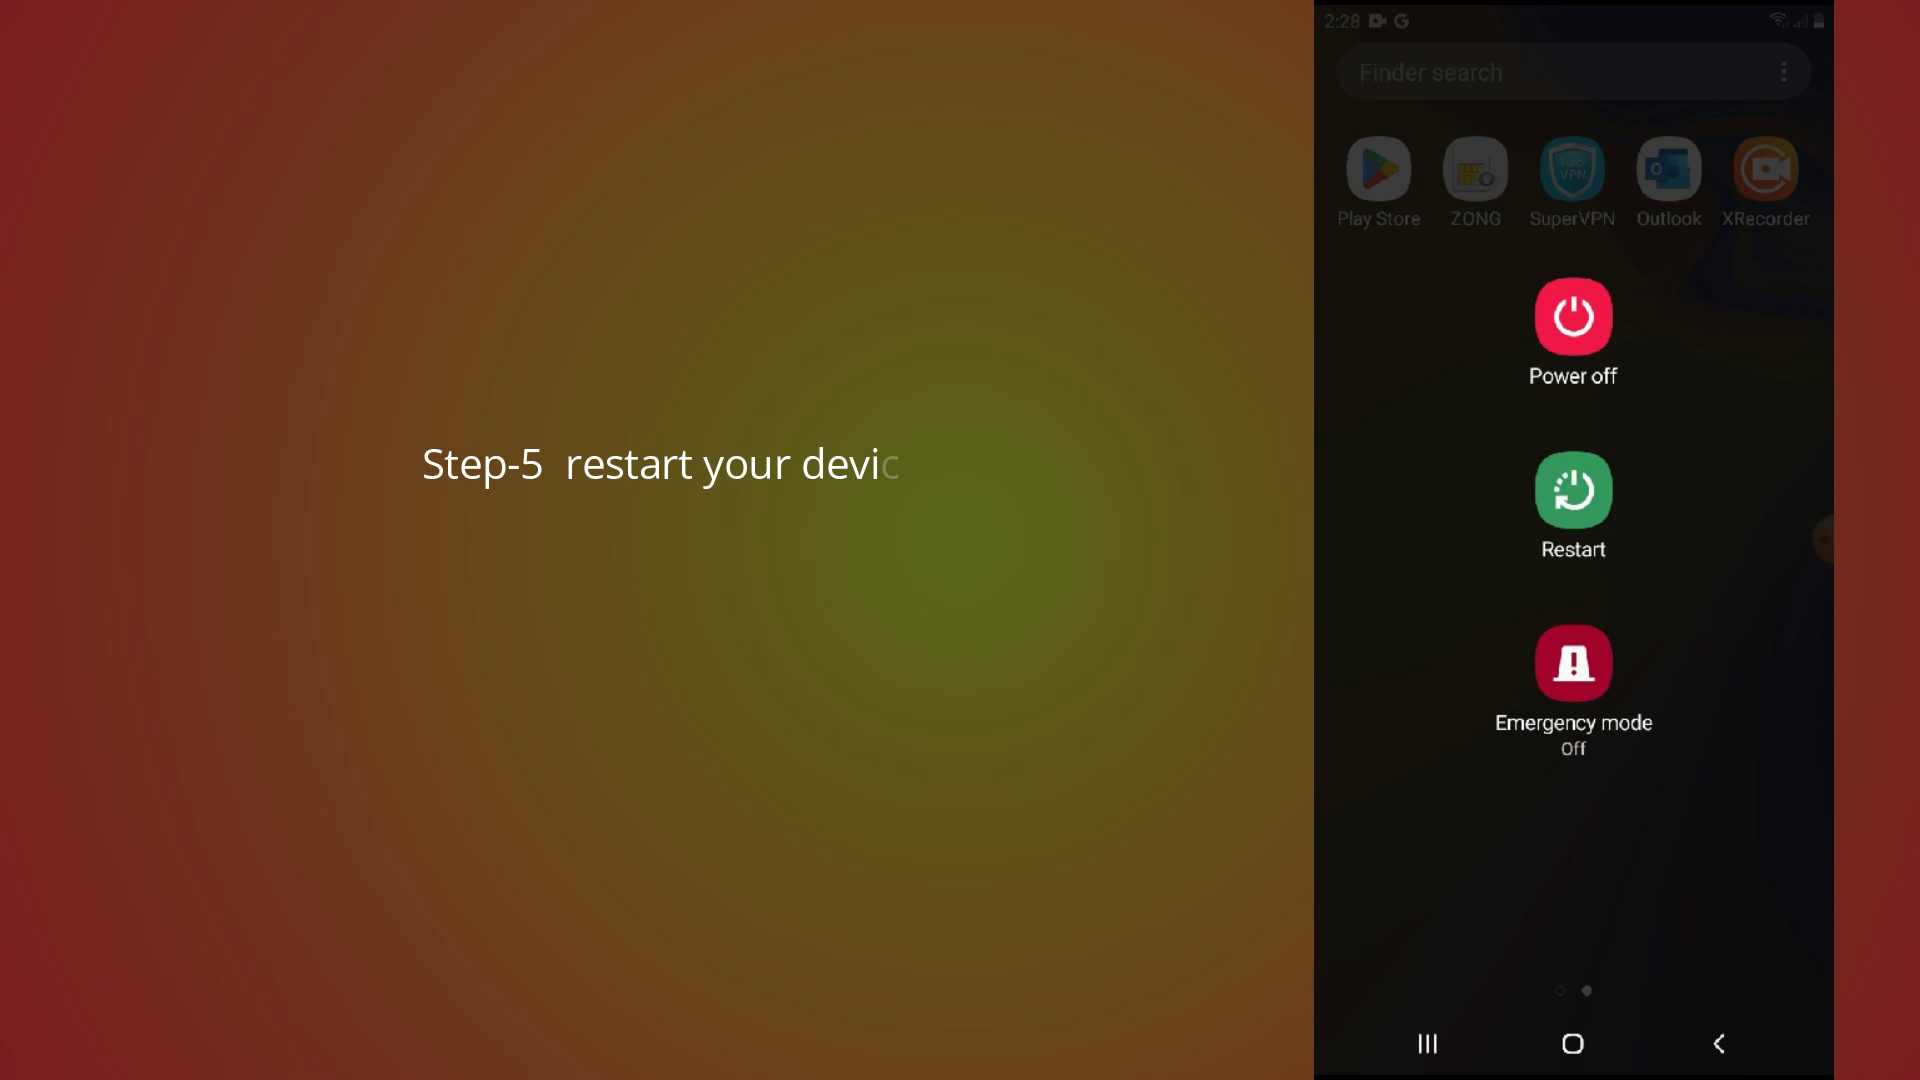 Step-5  restart your devic
2:28
Finder search
Play Store ZONG SuperVPN Outlook XRecorder
Power off
Restart
Emergency mode
Off